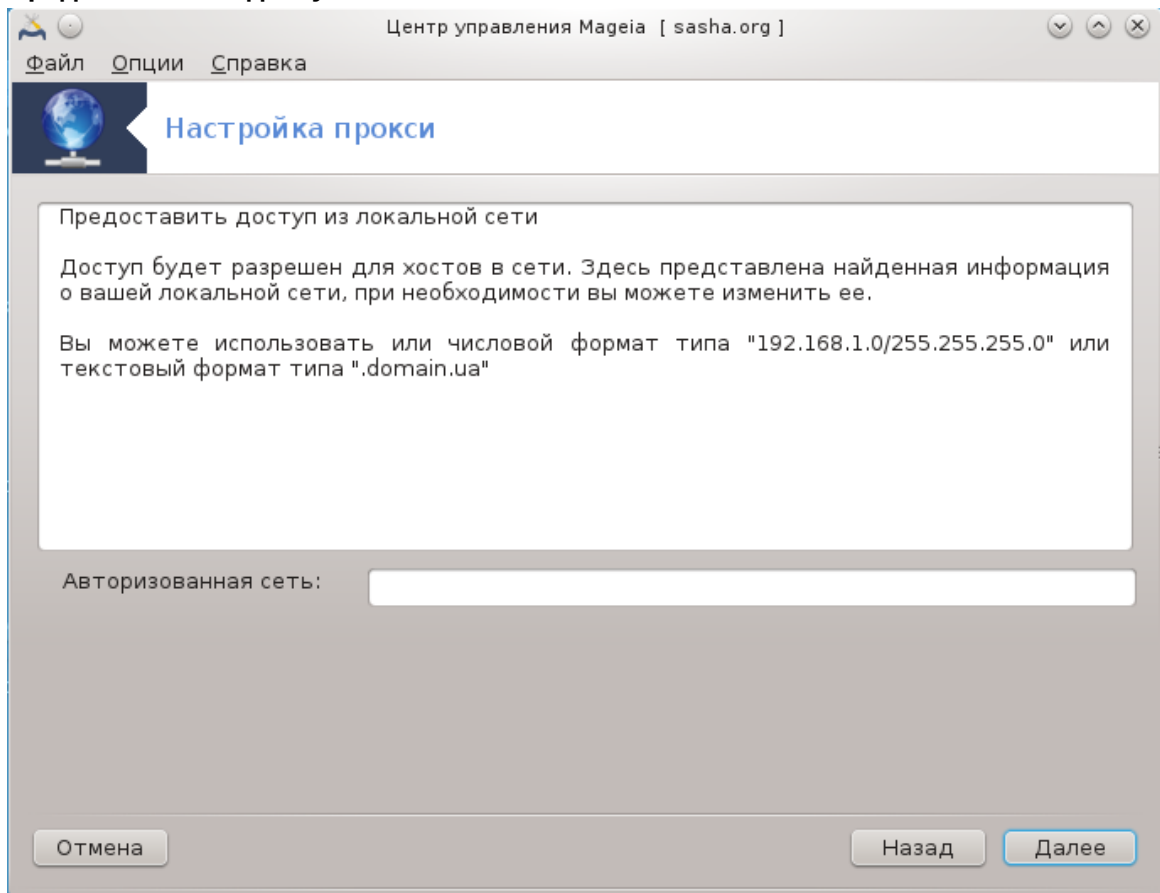 Центр управления Mageia [ sasha.org ]
Файл Опции Справка
Настройка прокси
Предоставить доступ из локальной сети
Доступ будет разрешен для хостов в сети. Здесь представлена найденная информация
о вашей локальной сети, при необходимости вы можете изменить ее.
Вы можете использовать или числовой формат типа "192.168.1.0/255.255.255.0" или
текстовый формат типа ".domain.ua"
Авторизованная сеть:
Отмена Назад Далее